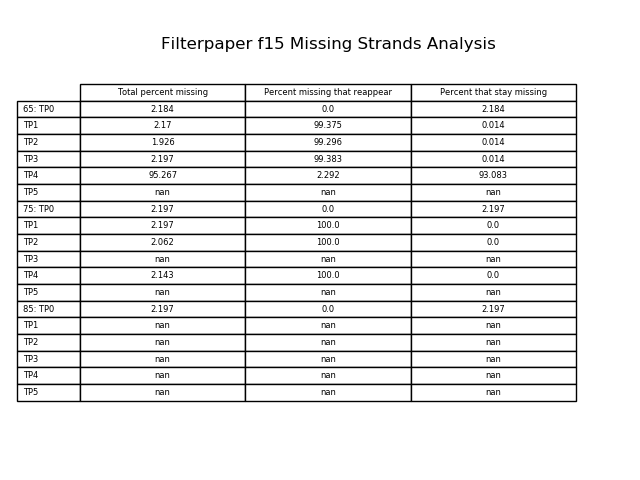 Filterpaper f15 Missing Strands Analysis
Total percent missing Percent missing that reappear Percent that stay missing
65: TP0 2.184 0.0 2.184
TP1 2.17 99.375 0.014
TP2 1.926 99.296 0.014
TP3 2.197 99.383 0.014
TP4 95.267 2.292 93.083
TP5 nan nan nan
75: TP0 2.197 0.0 2.197
TP1 2.197 100.0 0.0
TP2 2.062 100.0 0.0
TP3 nan nan nan
TP4 2.143 100.0 0.0
TP5 nan nan nan
85: TP0 2.197 0.0 2.197
TP1 nan nan nan
TP2 nan nan nan
TP3 nan nan nan
TP4 nan nan nan
TP5 nan nan nan